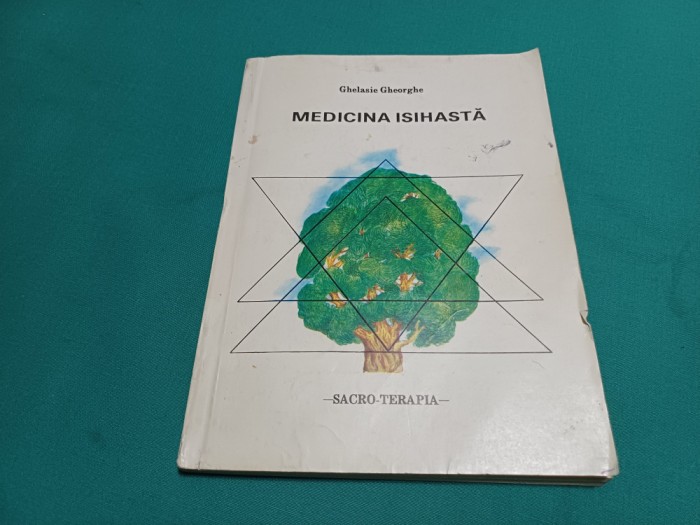 Ghelasie Gheorghe
MEDICINA ISIHASTĂ
—SACRO-TERAPIA—